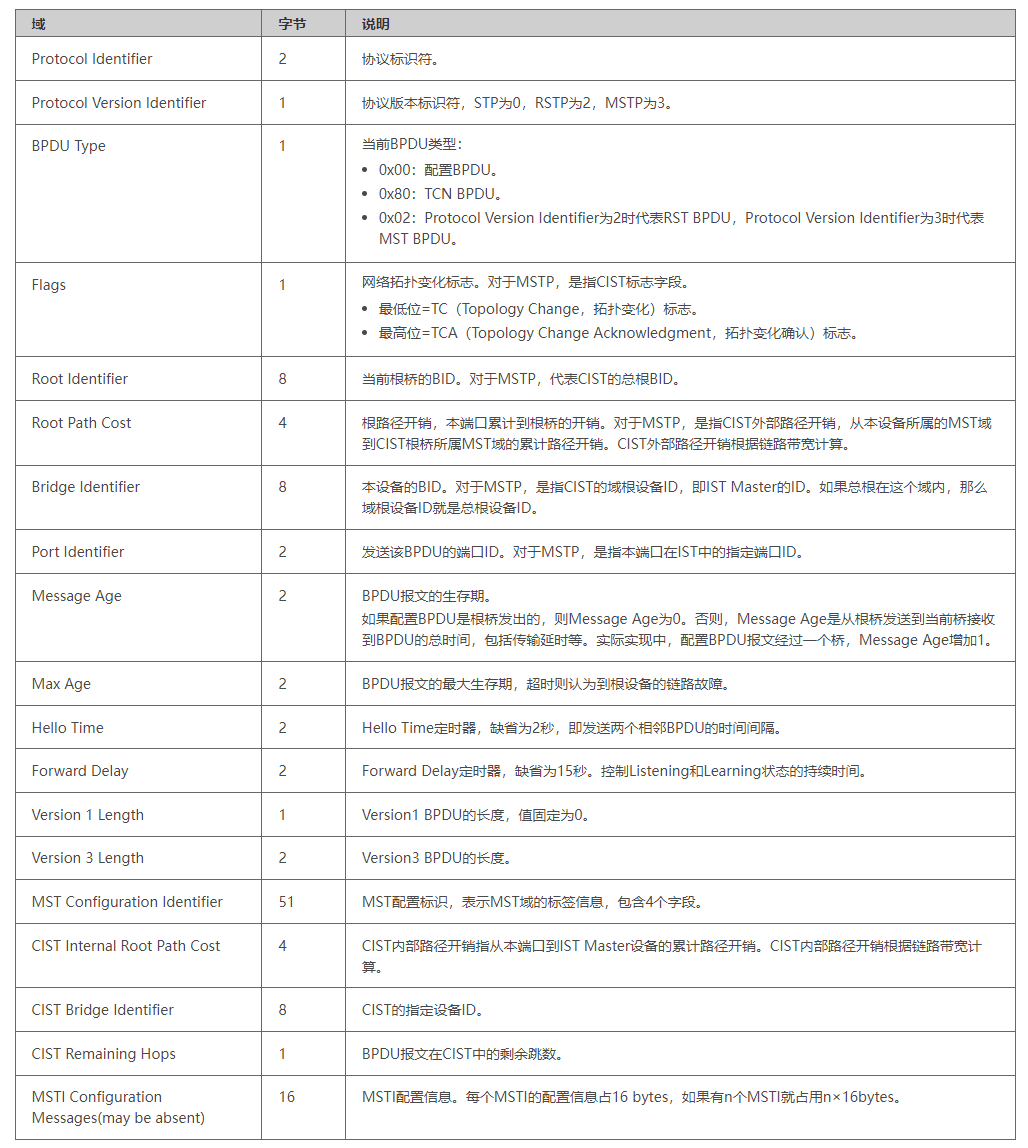 域 字节 说明
Protocol Identifier 2 协议标识符。
Protocol Version Identifier 1 协议版本标识符，STP为0，RSTP为2，MSTP为3。
BPDU Type 1 当前BPDU类型：
• 0x00：配置BPDU。
• 0x80：TCN BPDU。
• 0x02：Protocol Version Identifier为2时代表RST BPDU，Protocol Version Identifier为3时代表
MST BPDU。
Flags 1 网络拓扑变化标志。对于MSTP，是指CIST标志字段。
• 最低位=TC（Topology Change，拓扑变化）标志。
• 最高位=TCA（Topology Change Acknowledgment，拓扑变化确认）标志。
Root Identifier 8 当前根桥的BID。对于MSTP，代表CIST的总根BID。
Root Path Cost 4 根路径开销，本端口累计到根桥的开销。对于MSTP，是指CIST外部路径开销，从本设备所属的MST域
到CIST根桥所属MST域的累计路径开销。CIST外部路径开销根据链路带宽计算。
Bridge Identifier 8 本设备的BID。对于MSTP，是指CIST的域根设备ID，即IST Master的ID。如果总根在这个域内，那么
域根设备ID就是总根设备ID。
Port Identifier 2 发送该BPDU的端口ID。对于MSTP，是指本端口在IST中的指定端口ID。
Message Age 2 BPDU报文的生存期。
如果配置BPDU是根桥发出的，则Message Age为0。否则，Message Age是从根桥发送到当前桥接收
到BPDU的总时间，包括传输延时等。实际实现中，配置BPDU报文经过一个桥，Message Age增加1。
Max Age 2 BPDU报文的最大生存期，超时则认为到根设备的链路故障。
Hello Time 2 Hello Time定时器，缺省为2秒，即发送两个相邻BPDU的时间间隔。
Forward Delay 2 Forward Delay定时器，缺省为15秒。控制Listening和Learning状态的持续时间。
Version 1 Length 1 Version1 BPDU的长度，值固定为0。
Version 3 Length 2 Version3 BPDU的长度。
MST Configuration Identifier 51 MST配置标识，表示MST域的标签信息，包含4个字段。
CIST Internal Root Path Cost 4 CIST内部路径开销指从本端口到IST Master设备的累计路径开销。CIST内部路径开销根据链路带宽计
算。
CIST Bridge Identifier 8 CIST的指定设备ID。
CIST Remaining Hops 1 BPDU报文在CIST中的剩余跳数。
MSTI Configuration 16 MSTI配置信息。每个MSTI的配置信息占16 bytes，如果有n个MSTI就占用n×16bytes。
Messages(may be absent)